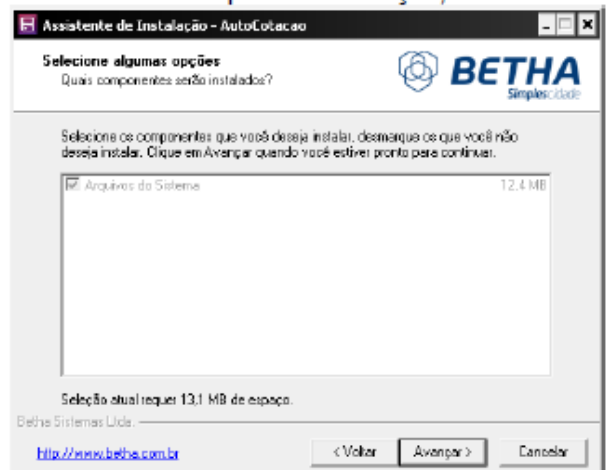 Assistente de Instalação - AutoCotacao
Selecione algumas opções
Quais componentes serão instalados?
BETHA
Simplescidade
Selecione os componentes que você deseja instalar, desmarque os que você não
deseja instalar. Clique em Avançar quando você estiver pronto para continuar.
Arquivos do Sistema 12,4 MB
Seleção atual requer 13,1 MB de espaço.
Betha Sistemas Ltda.
http://www.betha.com.br < Voltar Avançar > Cancelar